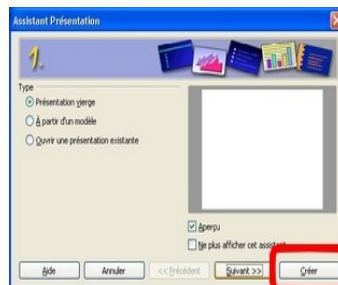 Assistant Présentation
1.
Type
Présentation vierge
À partir d'un modèle
Ouvrir une présentation existante
Aperçu
Ne plus afficher cet assistant
Aide
Annuler
<< Précédent
Suivant >>
Créer